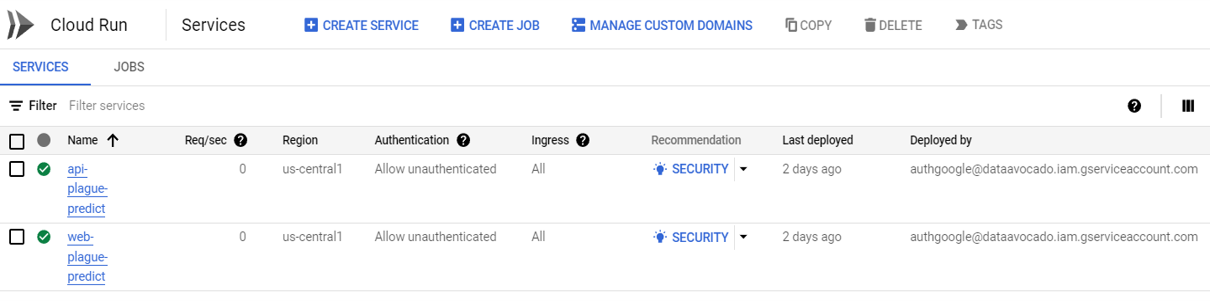 Cloud Run Services CREATE SERVICE CREATE JOB MANAGE CUSTOM DOMAINS COPY DELETE TAGS
SERVICES JOBS
Filter Filter services
Name Req/sec Region Authentication Ingress Recommendation Last deployed Deployed by
api- 0 us-central1 Allow unauthenticated All SECURITY 2 days ago authgoogle@dataavocado.iam.gserviceaccount.com
plague-
predict
web- 0 us-central1 Allow unauthenticated All SECURITY 2 days ago authgoogle@dataavocado.iam.gserviceaccount.com
plague-
predict